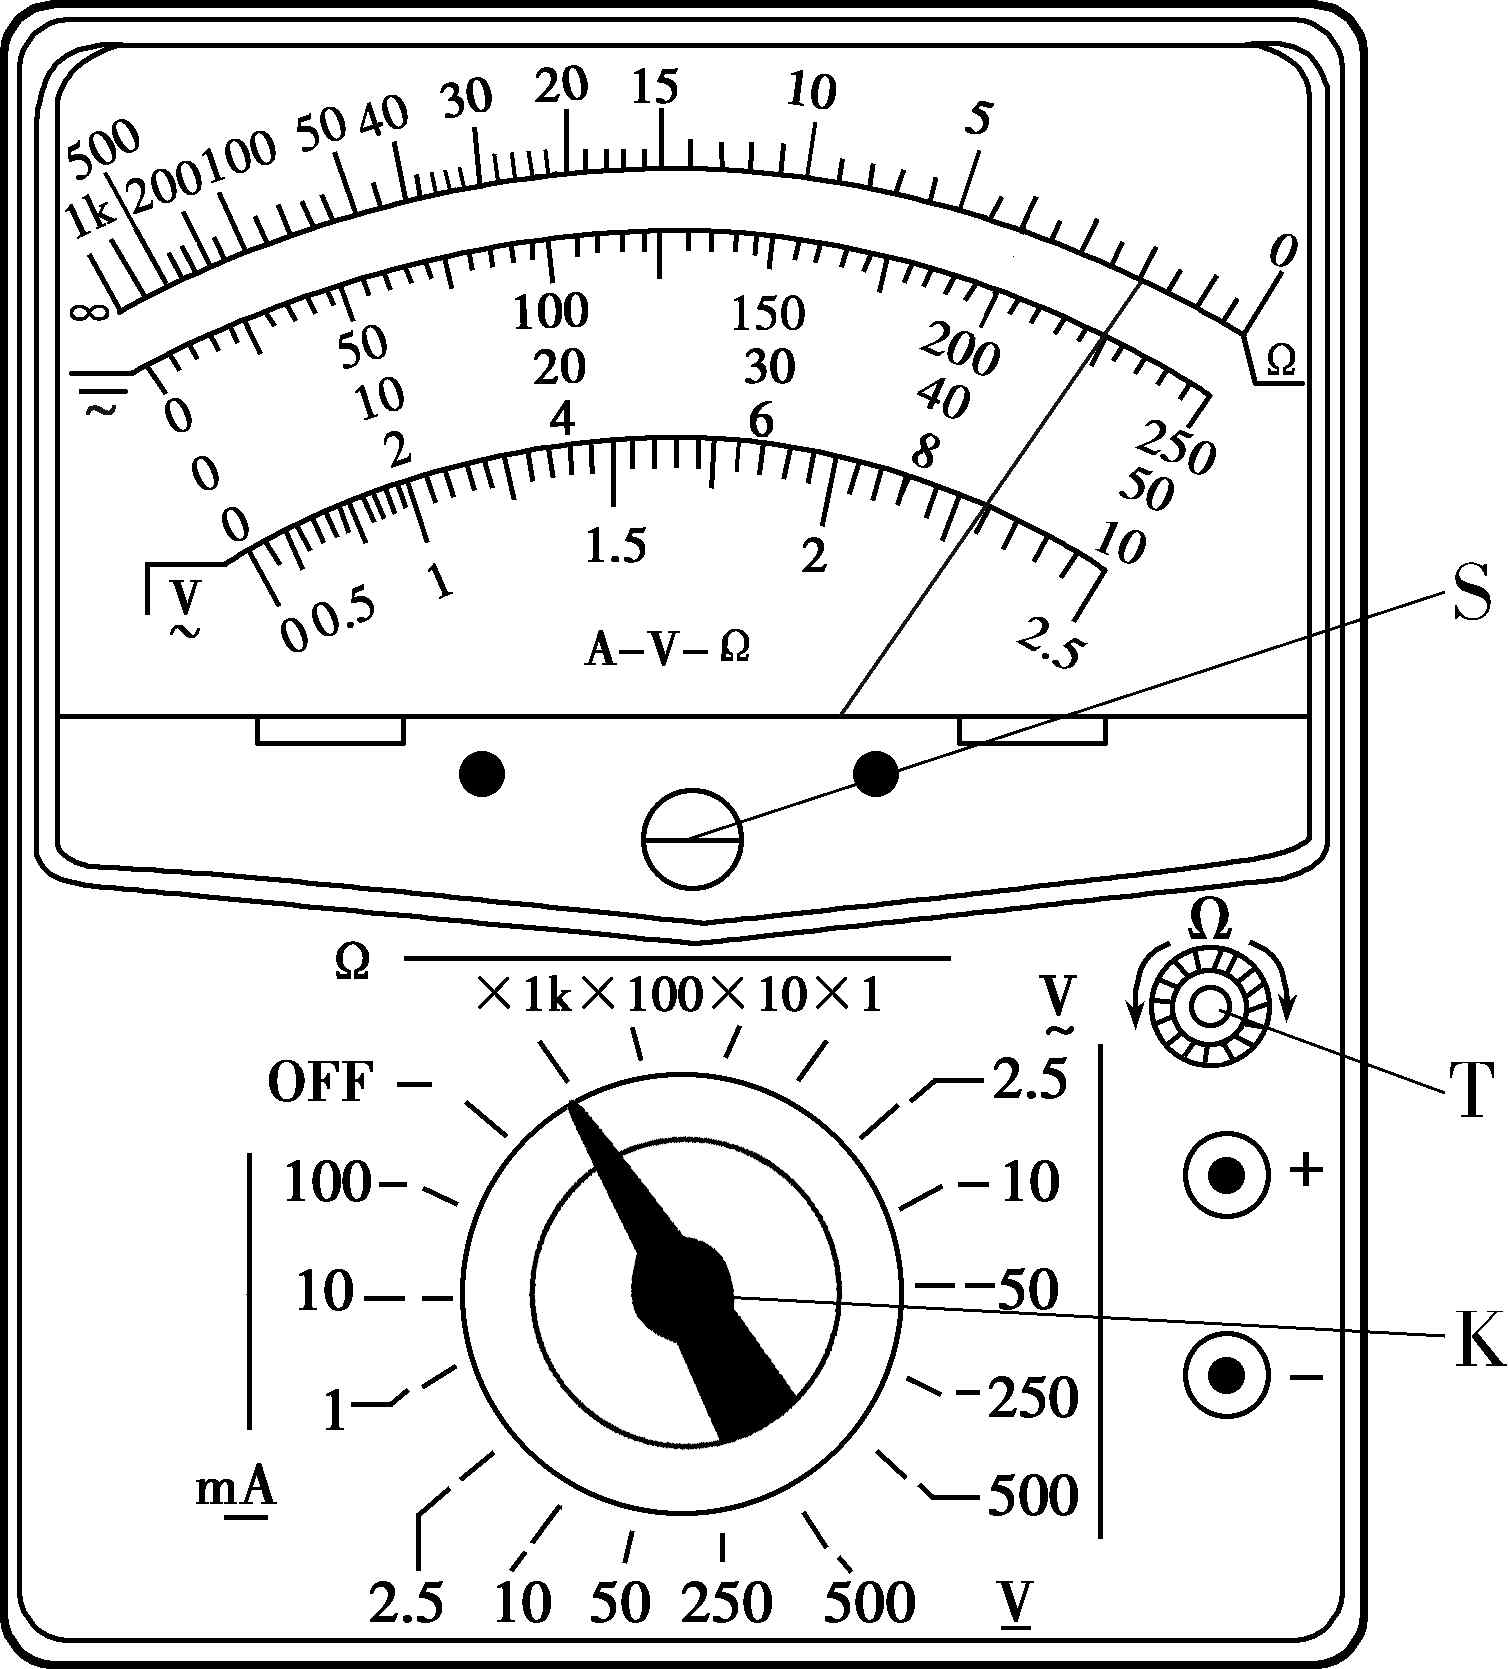 500 50 40 30 20 15 10 5 0
1k 200 100
∞ Ω
0 50 100 150 200 250
0 10 20 30 40 50
0 2 4 6 8 10
V
~
0 0.5 1 1.5 2 2.5
A-V-Ω
S
Ω
Ω ×1k×100×10×1 V
~
OFF 2.5
T
100 10 +
10 50
K
1 250 −
mA 500
2.5 10 50 250 500 V